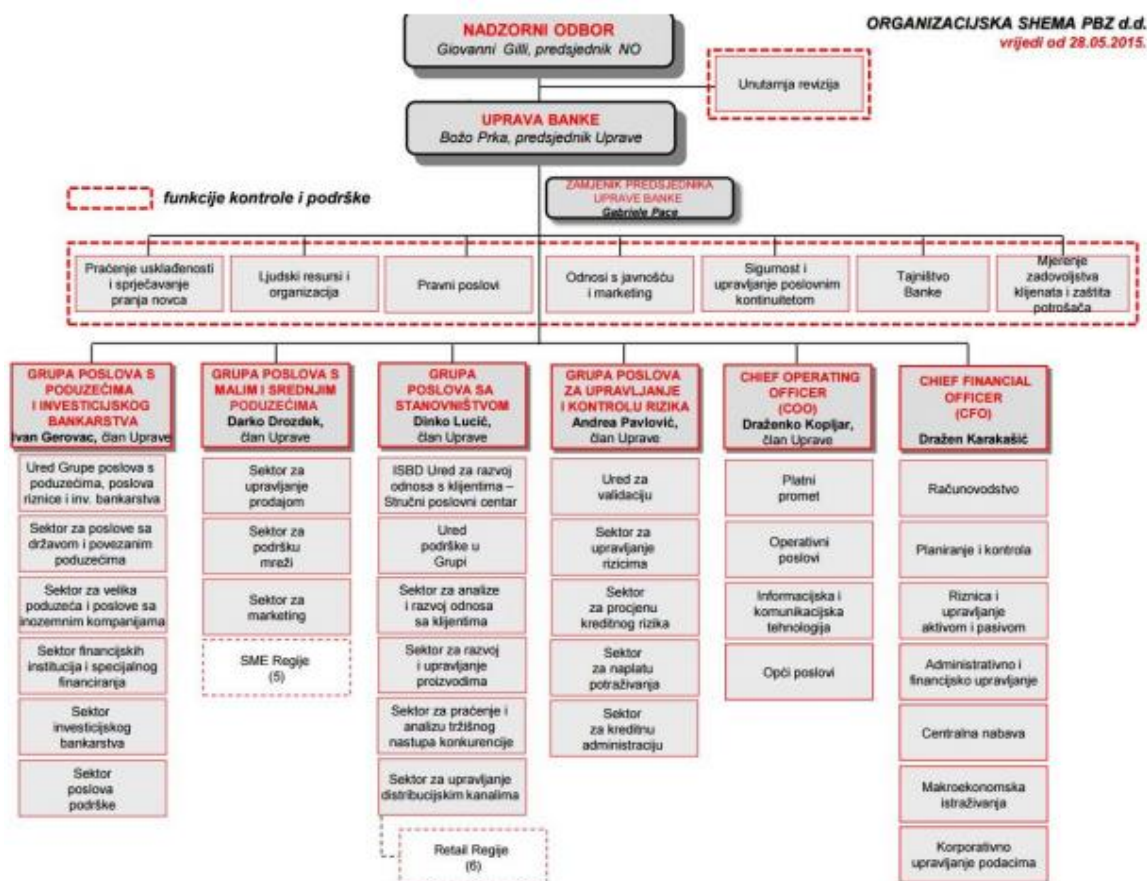 ORGANIZACIJSKA SHEMA PBZ d.d.
vrijedi od 28.05.2015.
NADZORNI ODBOR
Giovanni Gilli, predsjednik NO
Unutarnja revizija
UPRAVA BANKE
Božo Prka, predsjednik Uprave
ZAMJENIK PREDSJEDNIKA
UPRAVE BANKE
Gabriele Pace
funkcije kontrole i podrške
Praćenje usklađenosti
i sprječavanje
pranja novca
Ljudski resursi i
organizacija
Pravni poslovi
Odnosi s javnošću
i marketing
Sigurnost i
upravljanje poslovnim
kontinuitetom
Tajništvo
Banke
Mjerenje
zadovoljstva
klijenata i zaštita
potrošača
GRUPA POSLOVA S
PODUZEĆIMA
I INVESTICIJSKOG
BANKARSTVA
Ivan Gerovac, član Uprave
Ured Grupe poslova s
poduzećima, poslova
riznice i inv. bankarstva
Sektor za poslove sa
državom i povezanim
poduzećima
Sektor za velika
poduzeća i poslove sa
inozemnim kompanijama
Sektor financijskih
institucija i specijalnog
financiranja
Sektor
investicijskog
bankarstva
Sektor
poslova
podrške
GRUPA POSLOVA S
MALIM I SREDNJIM
PODUZEĆIMA
Darko Drozdek,
član Uprave
Sektor za
upravljanje
prodajom
Sektor za
podršku
mreži
Sektor za
marketing
SME Regije
(5)
GRUPA
POSLOVA SA
STANOVNIŠTVOM
Dinko Lucić,
član Uprave
ISBD Ured za razvoj
odnosa s klijentima –
Stručni poslovni centar
Ured
podrške u
Grupi
Sektor za analize
i razvoj odnosa
sa klijentima
Sektor za razvoj
i upravljanje
proizvodima
Sektor za praćenje i
analizu tržišnog
nastupa konkurencije
Sektor za upravljanje
distribucijskim kanalima
Retail Regije
(6)
GRUPA POSLOVA
ZA UPRAVLJANJE
I KONTROLU RIZIKA
Andrea Pavlović,
član Uprave
Ured za
validaciju
Sektor za
upravljanje
rizicima
Sektor
za procjenu
kreditnog rizika
Sektor
za naplatu
potraživanja
Sektor
za kreditnu
administraciju
CHIEF OPERATING
OFFICER
(COO)
Draženko Kopljar,
član Uprave
Platni
promet
Operativni
poslovi
Informacijska i
komunikacijska
tehnologija
Opći poslovi
CHIEF FINANCIAL
OFFICER
(CFO)
Dražen Karakašić
Računovodstvo
Planiranje i kontrola
Riznica i
upravljanje
aktivom i pasivom
Administrativno i
financijsko upravljanje
Centralna nabava
Makroekonomska
istraživanja
Korporativno
upravljanje podacima